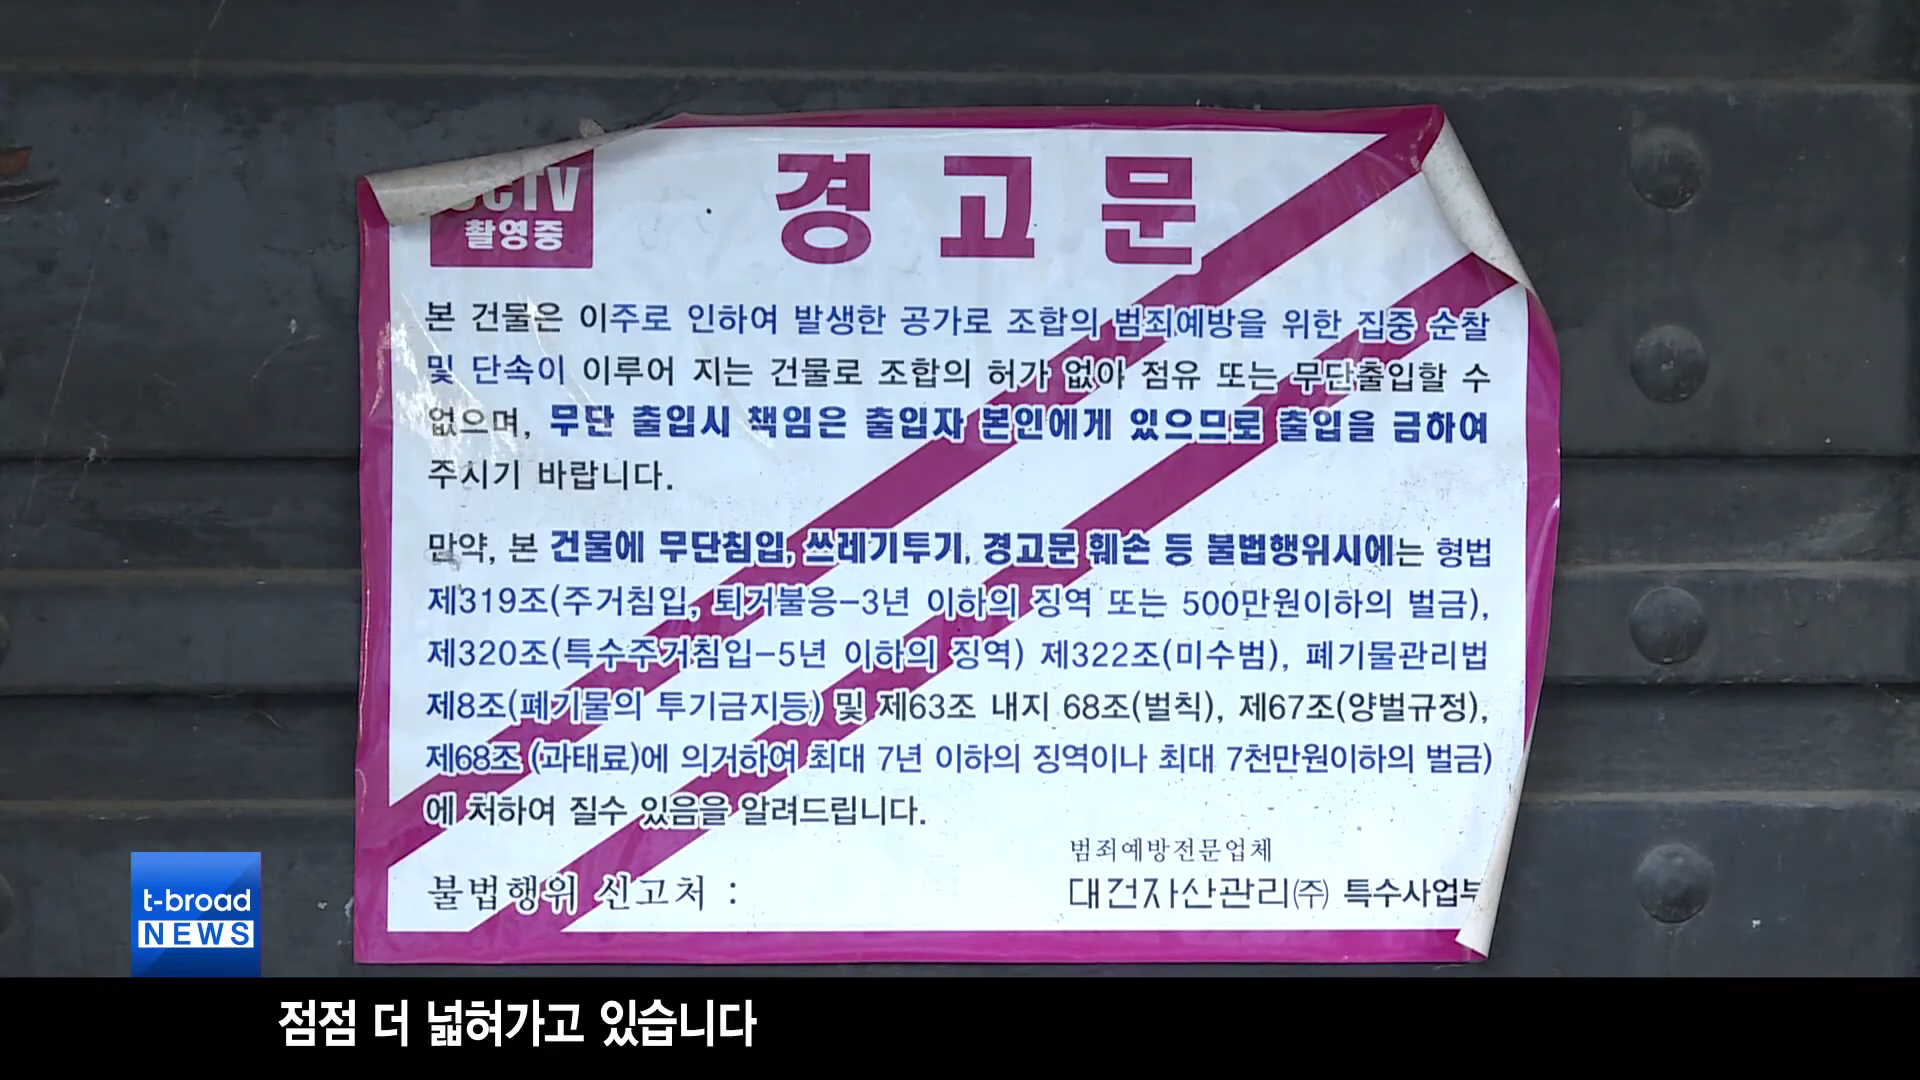 CCTV
촬영중
경고문
본 건물은 이주로 인하여 발생한 공가로 조합의 범죄예방을 위한 집중 순찰
및 단속이 이루어 지는 건물로 조합의 허가 없이 점유 또는 무단출입할 수
없으며, 무단 출입시 책임은 출입자 본인에게 있으므로 출입을 금하여
주시기 바랍니다.
만약, 본 건물에 무단침입, 쓰레기투기, 경고문 훼손 등 불법행위시에는 형법
제319조(주거침입, 퇴거불응-3년 이하의 징역 또는 500만원이하의 벌금),
제320조(특수주거침입-5년 이하의 징역) 제322조(미수범), 폐기물관리법
제8조(폐기물의 투기금지등) 및 제63조 내지 68조(벌칙), 제67조(양벌규정),
제68조 (과태료)에 의거하여 최대 7년 이하의 징역이나 최대 7천만원이하의 벌금)
에 처하여 질수 있음을 알려드립니다.
범죄예방전문업체
불법행위 신고처 :
대건자산관리㈜ 특수사업부
t-broad
NEWS
점점 더 넓혀가고 있습니다